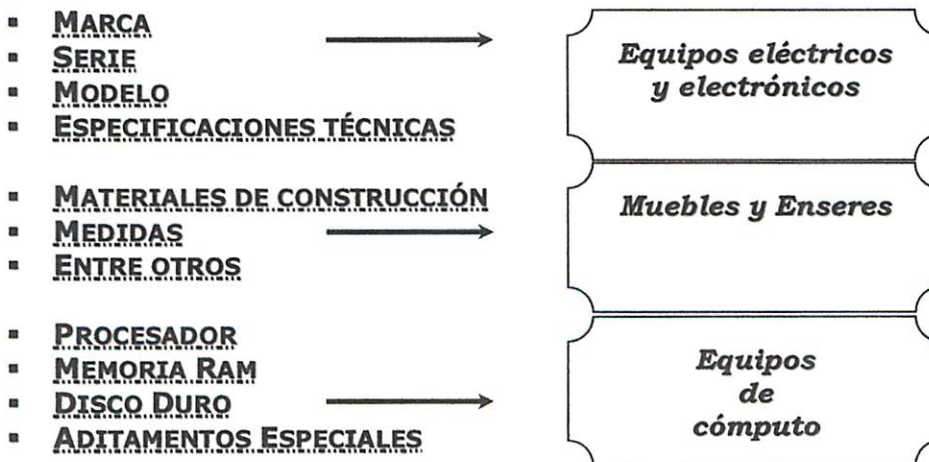 ▪ MARCA
▪ SERIE
▪ MODELO
▪ ESPECIFICACIONES TÉCNICAS
Equipos eléctricos
y electrónicos
▪ MATERIALES DE CONSTRUCCIÓN
▪ MEDIDAS
▪ ENTRE OTROS
Muebles y Enseres
▪ PROCESADOR
▪ MEMORIA RAM
▪ DISCO DURO
▪ ADITAMENTOS ESPECIALES
Equipos
de
cómputo